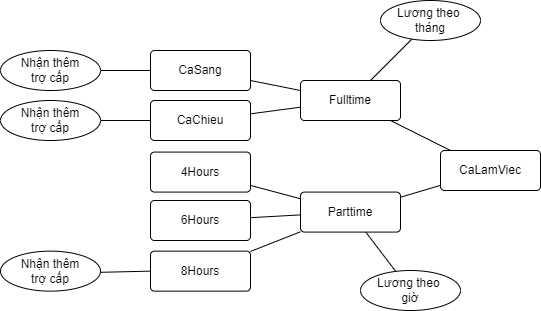 Lương theo
tháng
Nhận thêm
trợ cấp
CaSang
Fulltime
Nhận thêm
trợ cấp
CaChieu
4Hours
CaLamViec
6Hours
Parttime
Nhận thêm
trợ cấp
8Hours
Lương theo
giờ